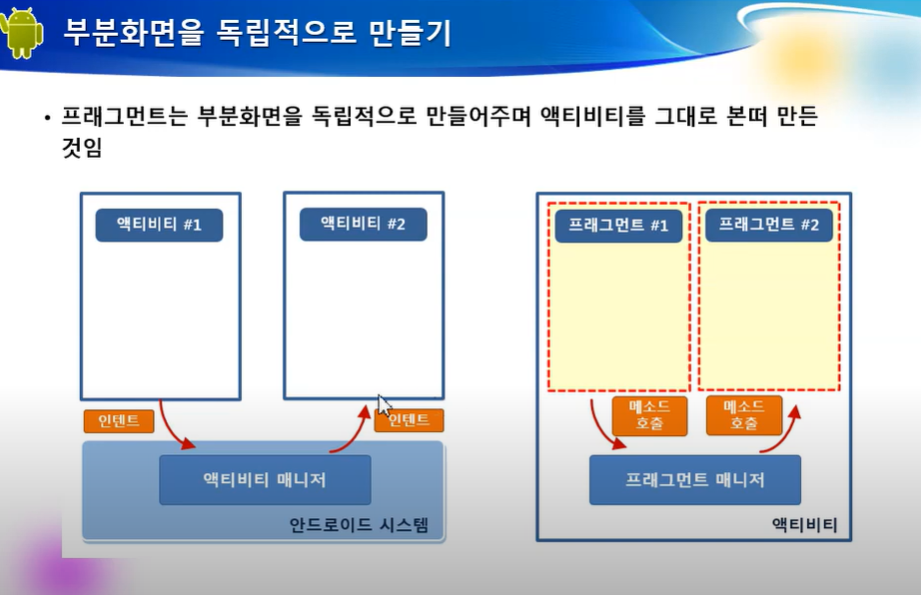 부분화면을 독립적으로 만들기
• 프래그먼트는 부분화면을 독립적으로 만들어주며 액티비티를 그대로 본떠 만든
것임
액티비티 #1
액티비티 #2
인텐트
인텐트
액티비티 매니저
안드로이드 시스템
프래그먼트 #1
프래그먼트 #2
메소드
호출
메소드
호출
프래그먼트 매니저
액티비티